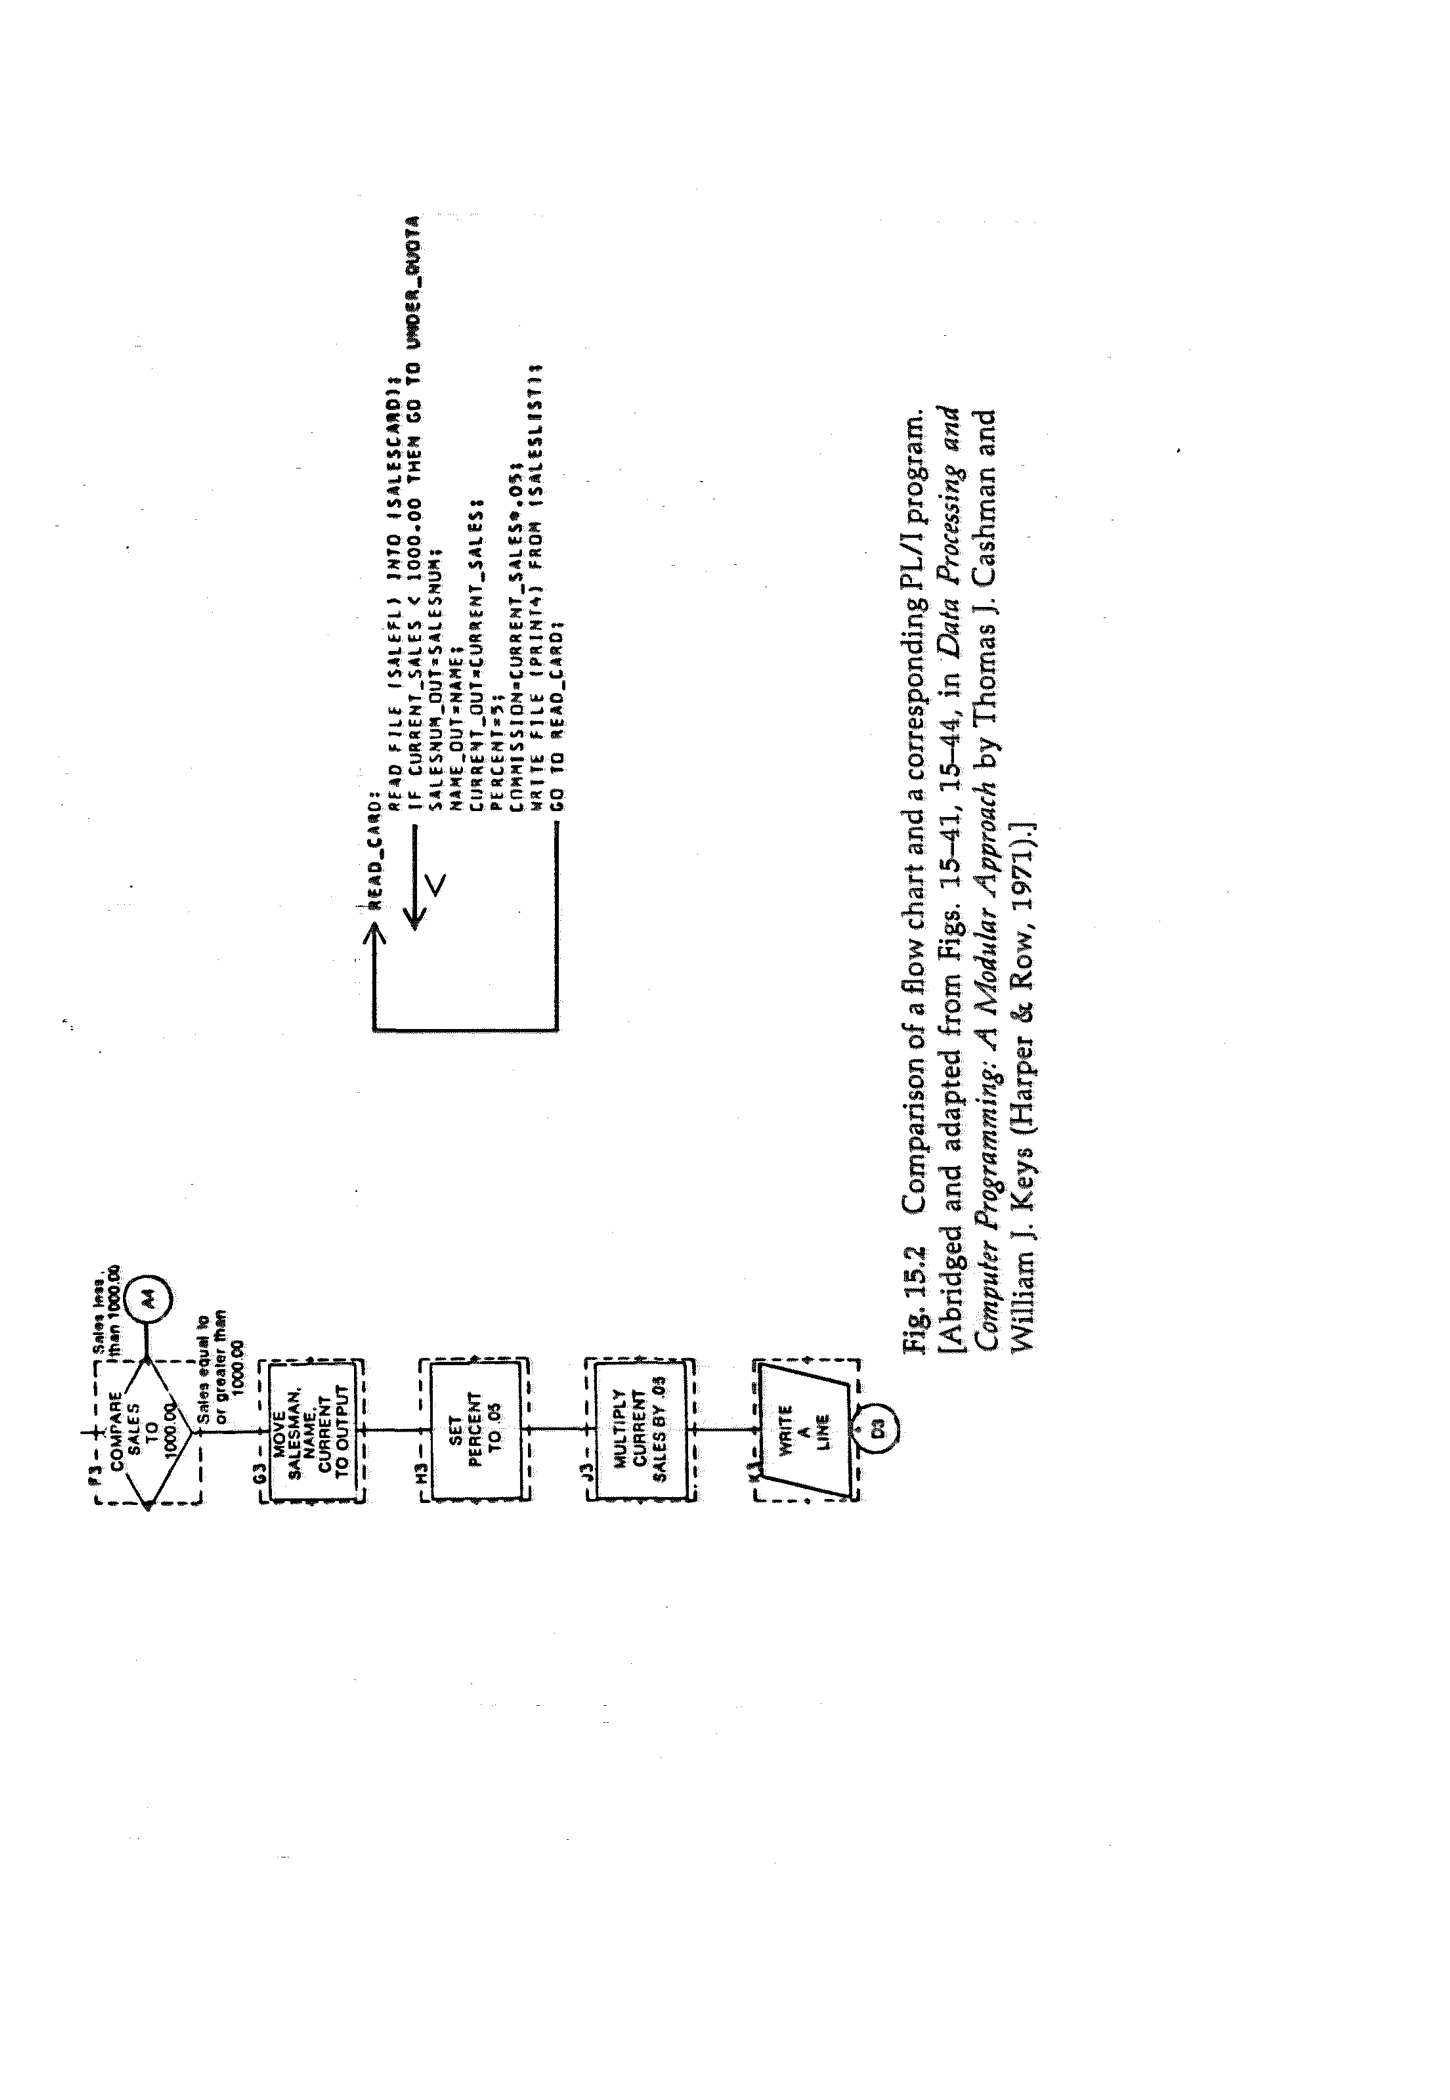 F3
COMPARE
SALES
TO
1000.00
Sales less
than 1000.00
A4
Sales equal to
or greater than
1000.00
G3
MOVE
SALESMAN,
NAME,
CURRENT
TO OUTPUT
H3
SET
PERCENT
TO .05
J3
MULTIPLY
CURRENT
SALES BY .05
K3
WRITE
A
LINE
D3
READ_CARD:
READ FILE (SALEFL) INTO (SALESCARD);
IF CURRENT_SALES < 1000.00 THEN GO TO UNDER_QUOTA
SALESNUM_OUT=SALESNUM;
NAME_OUT=NAME;
CURRENT_OUT=CURRENT_SALES;
PERCENT=5;
COMMISSION=CURRENT_SALES*.05;
WRITE FILE (PRINT4) FROM (SALESLIST);
GO TO READ_CARD;
<
Fig. 15.2 Comparison of a flow chart and a corresponding PL/I program.
[Abridged and adapted from Figs. 15–41, 15–44, in Data Processing and
Computer Programming: A Modular Approach by Thomas J. Cashman and
William J. Keys (Harper & Row, 1971).]